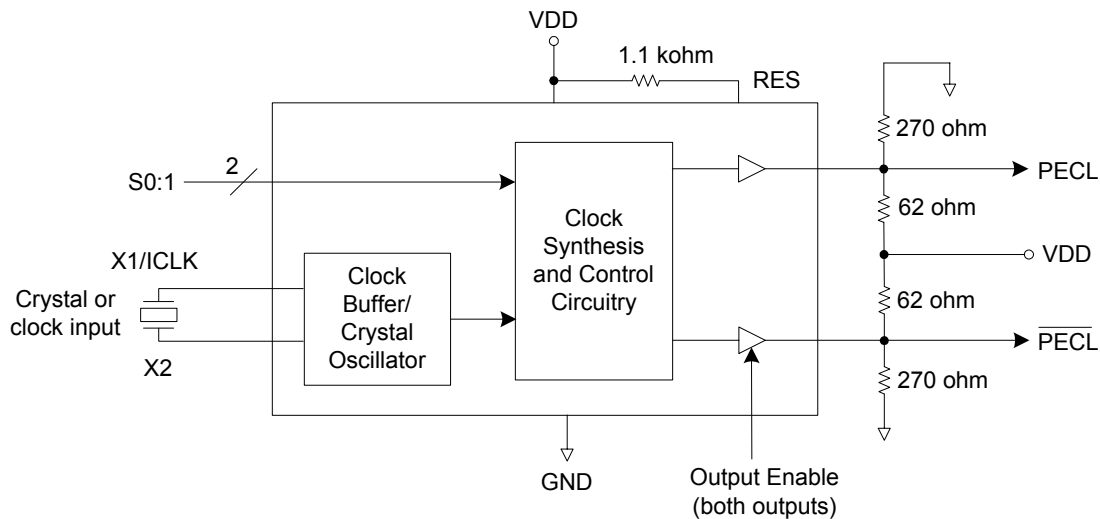 VDD
1.1 kohm
RES
270 ohm
2
S0:1
PECL
Clock
Synthesis
and Control
Circuitry
62 ohm
VDD
X1/ICLK
Crystal or
clock input
X2
Clock
Buffer/
Crystal
Oscillator
62 ohm
PECL
270 ohm
GND
Output Enable
(both outputs)